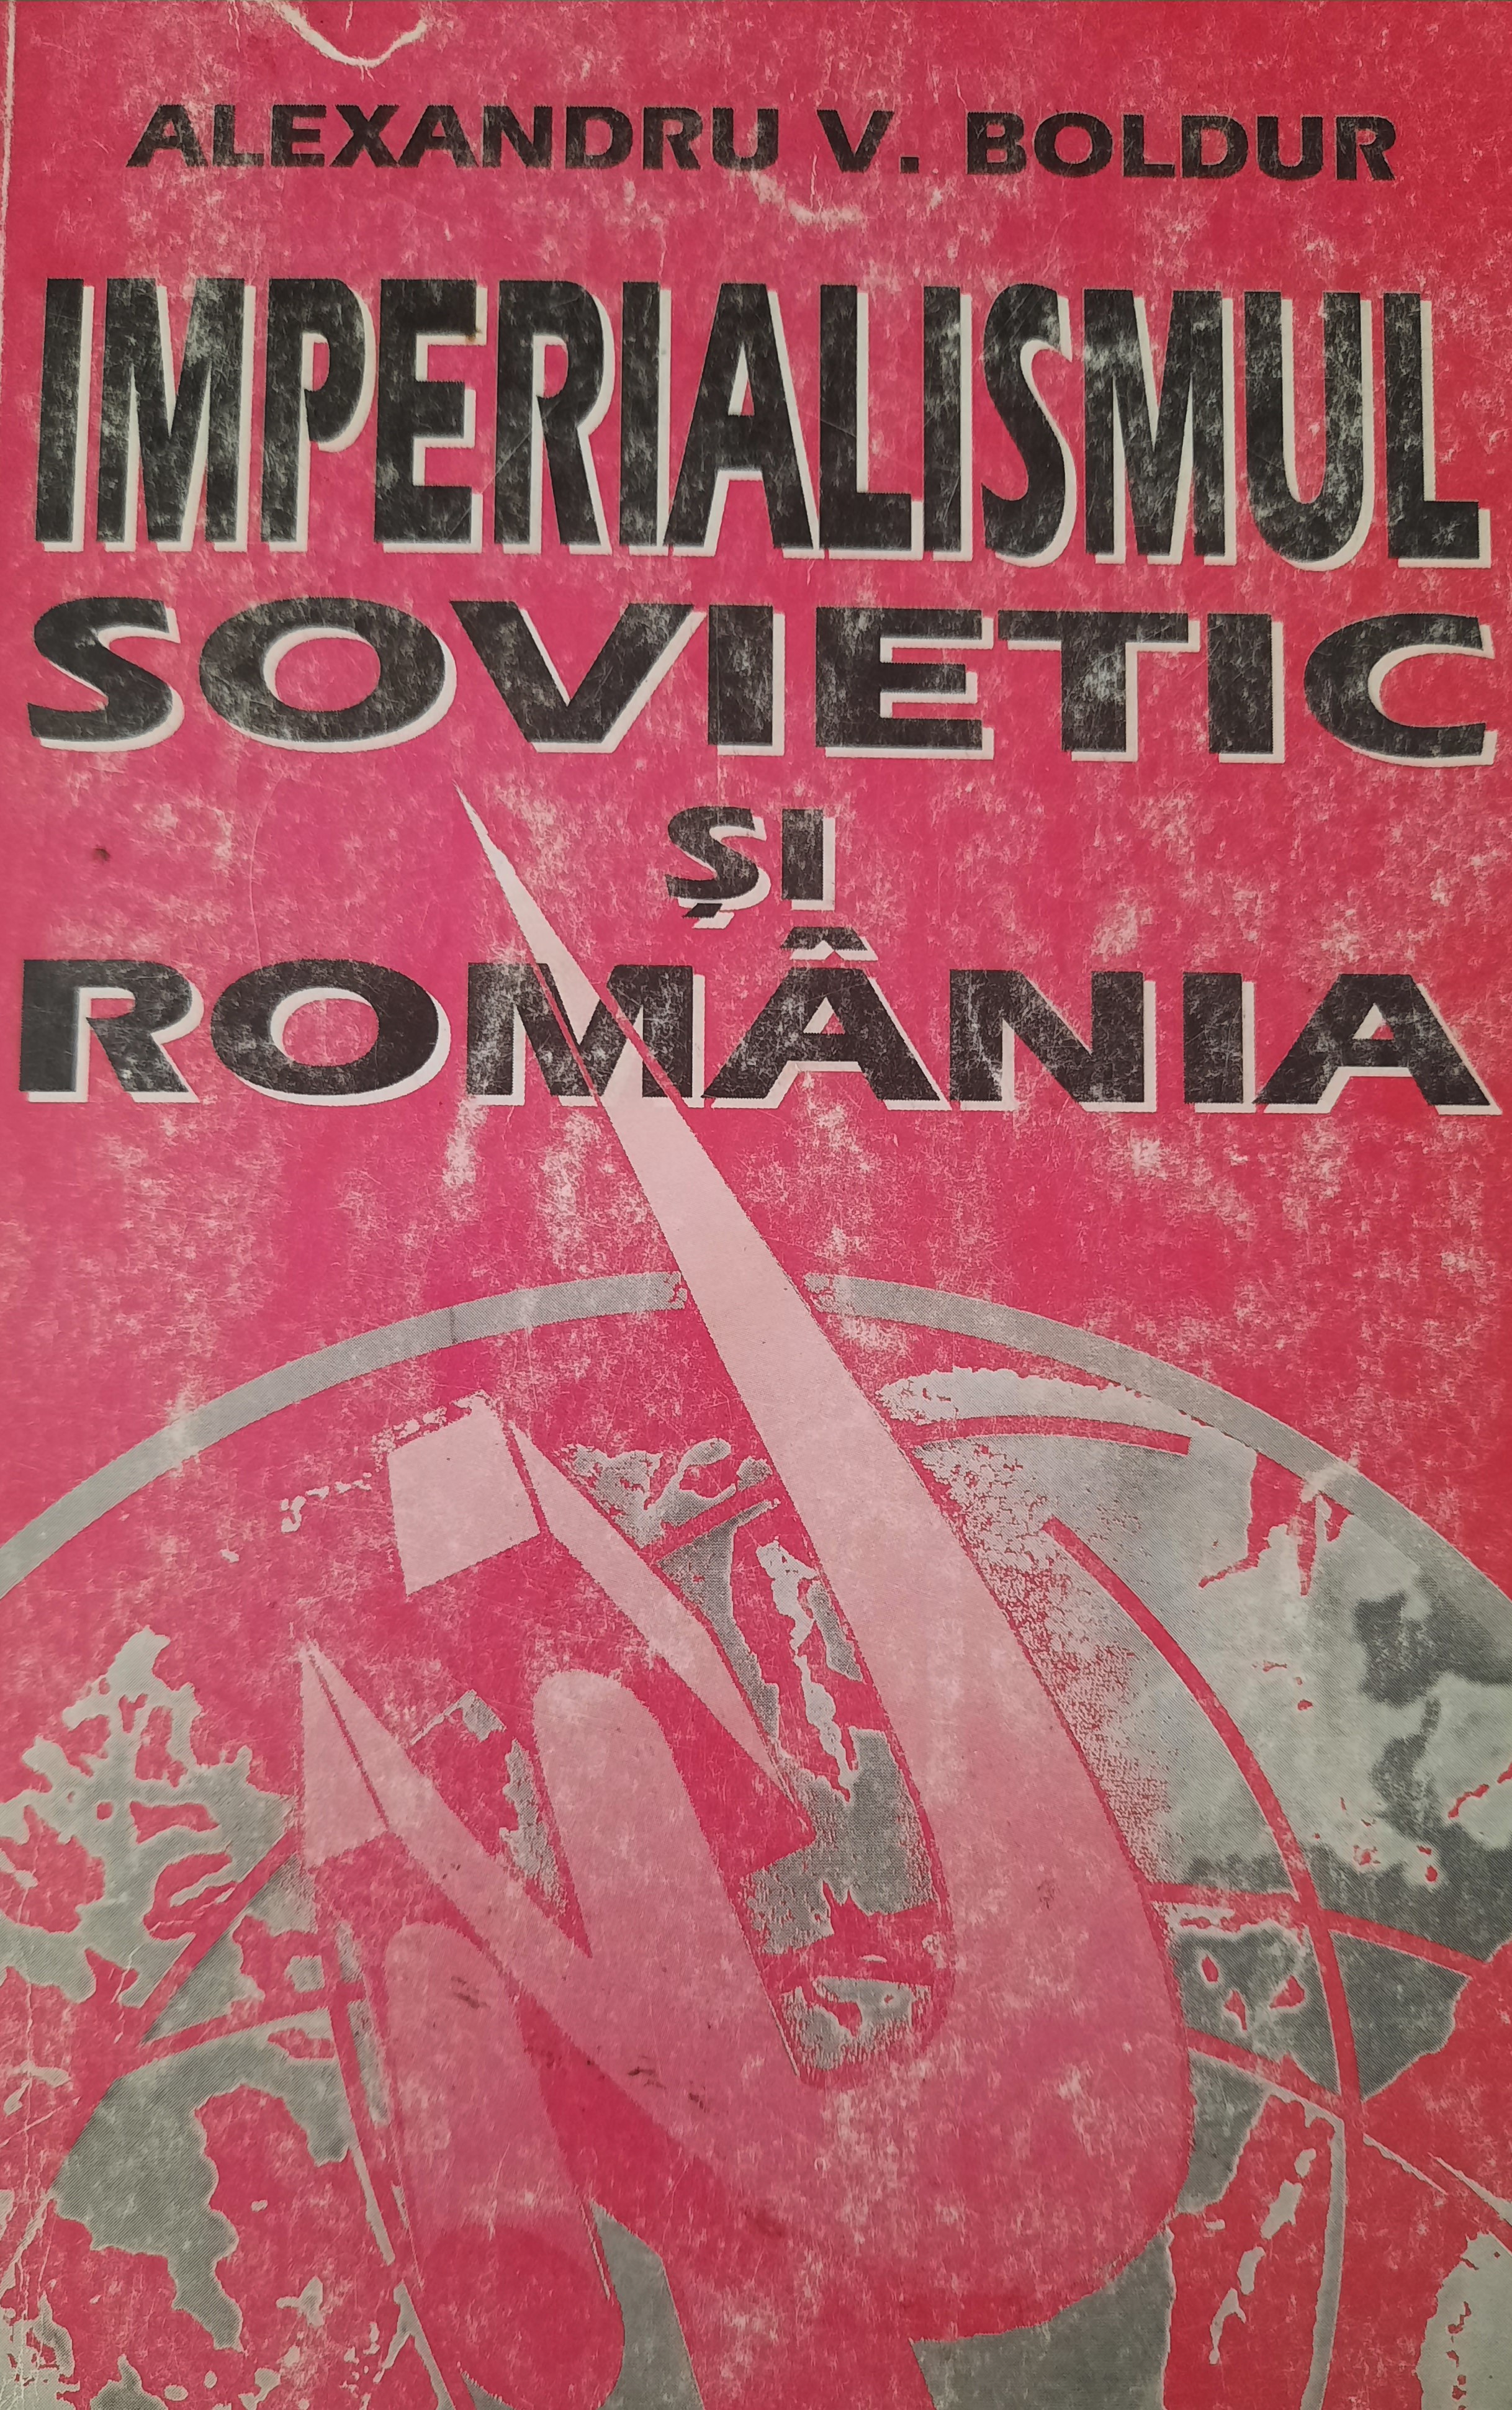 ALEXANDRU V. BOLDUR
IMPERIALISMUL
SOVIETIC
ȘI
ROMÂNIA